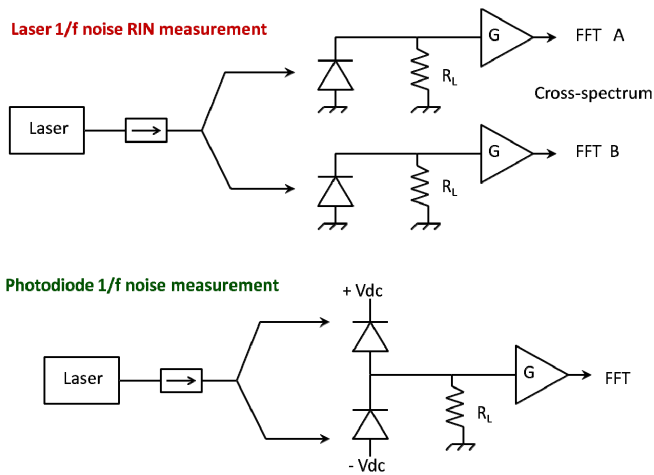 Laser 1/f noise RIN measurement
G
FFT A
R_L
Cross-spectrum
Laser
G
FFT B
R_L
Photodiode 1/f noise measurement
+ Vdc
Laser
G
FFT
R_L
- Vdc